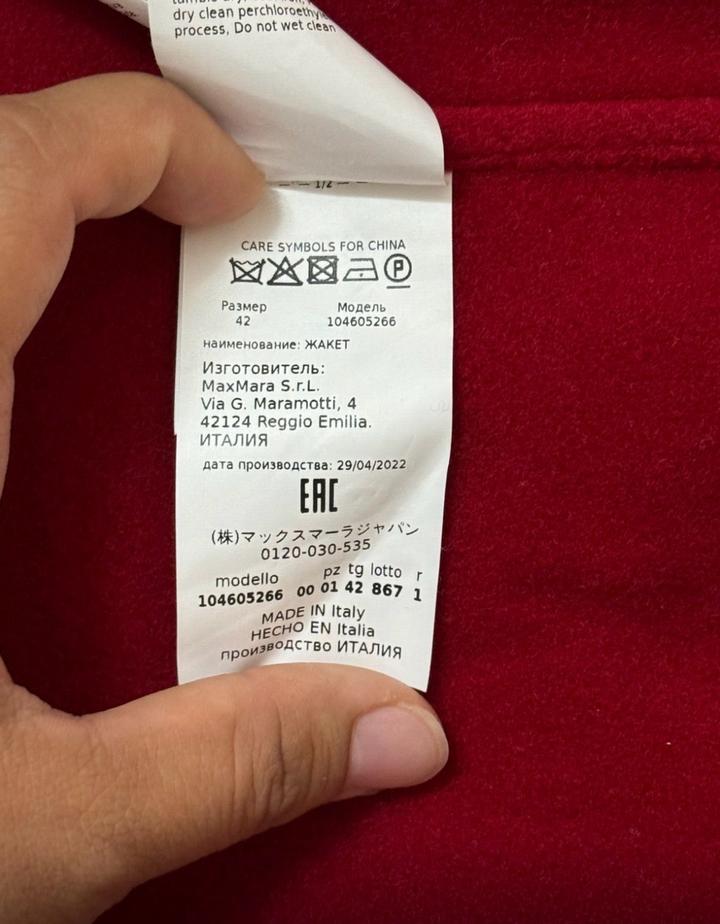 dry clean perchloroethyle
process, Do not wet clean
1/2
CARE SYMBOLS FOR CHINA
P
Размер Модель
42 104605266
наименование: ЖАКЕТ
Изготовитель:
MaxMara S.r.L.
Via G. Maramotti, 4
42124 Reggio Emilia.
ИТАЛИЯ
дата производства: 29/04/2022
EAC
(株)マックスマーラジャパン
0120-030-535
modello pz tg lotto r
104605266 00 01 42 867 1
MADE IN Italy
HECHO EN Italia
производство ИТАЛИЯ